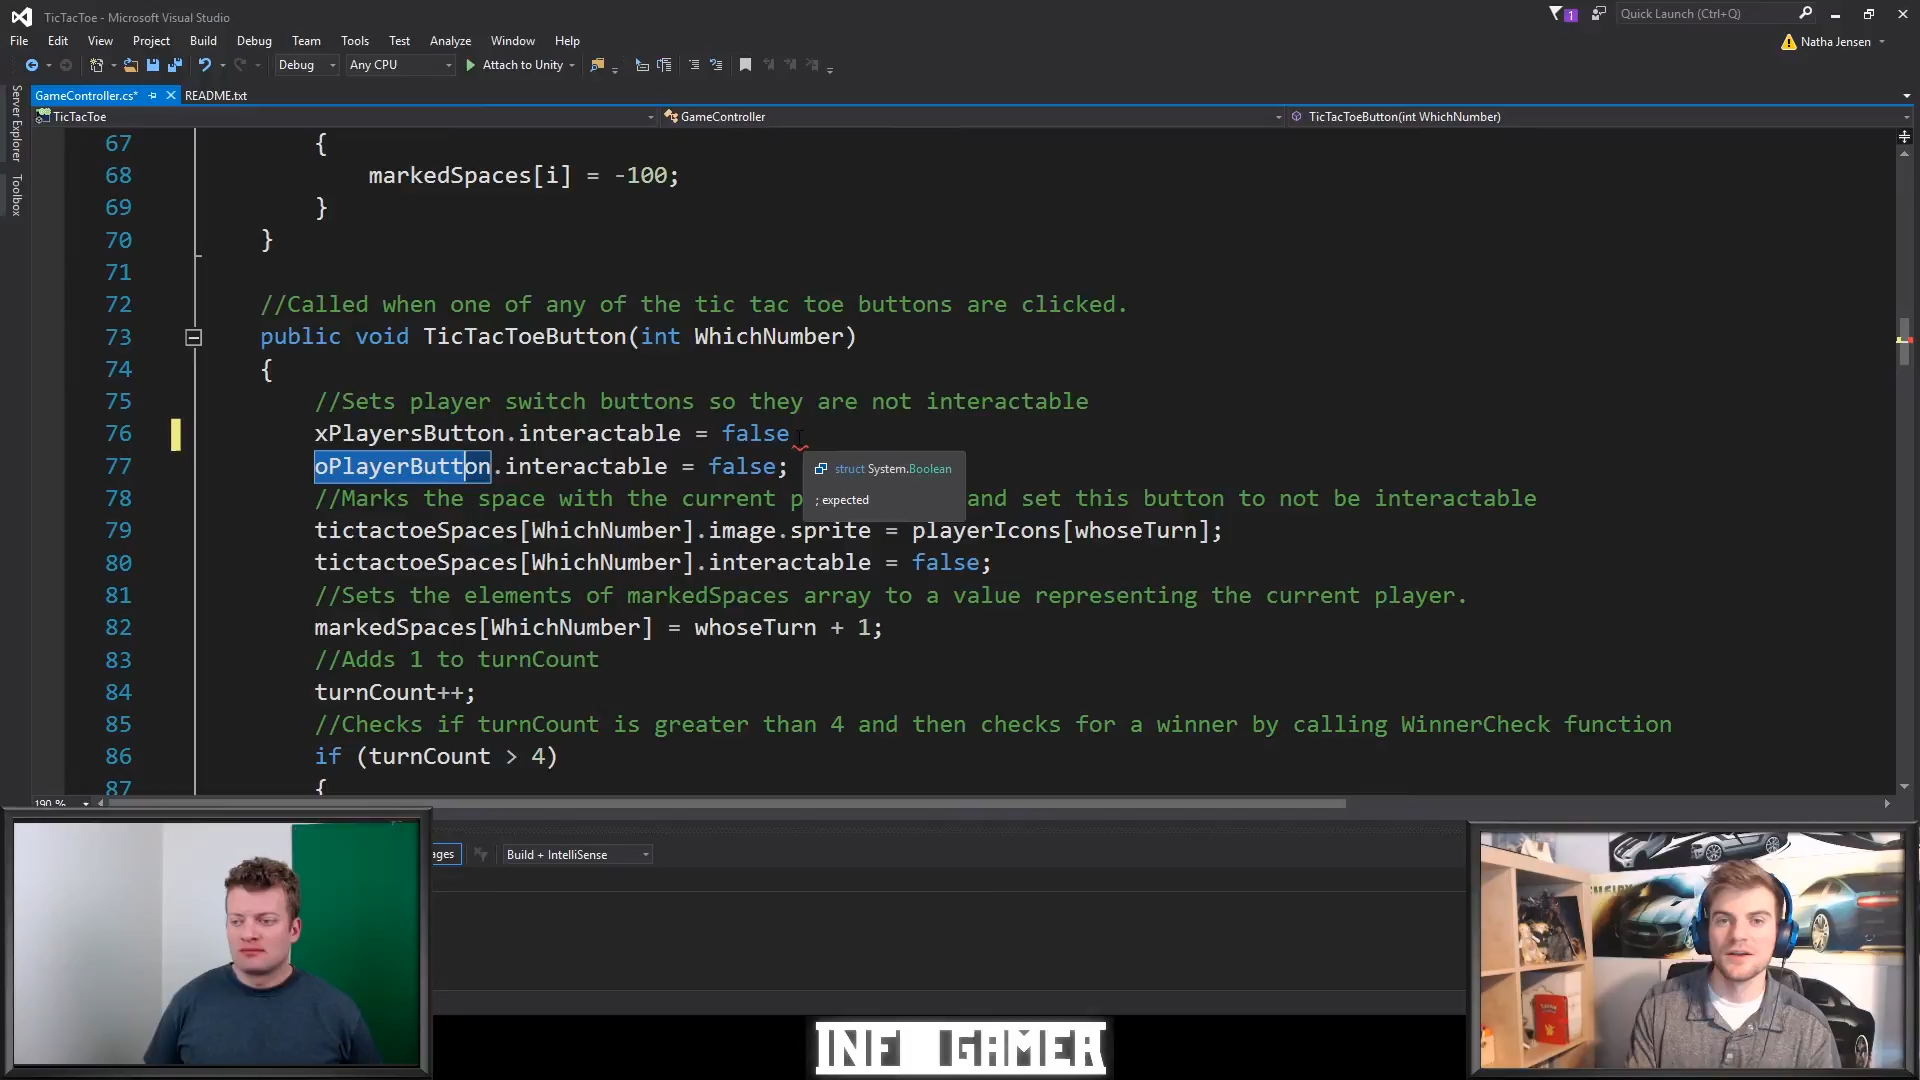 TicTacToe - Microsoft Visual Studio
1
Quick Launch (Ctrl+Q)
File Edit View Project Build Debug Team Tools Test Analyze Window Help
Natha Jensen
Debug Any CPU Attach to Unity
GameController.cs* README.txt
TicTacToe GameController TicTacToeButton(int WhichNumber)
Server Explorer
Toolbox
67 {
68 markedSpaces[i] = -100;
69 }
70 }
71
72 //Called when one of any of the tic tac toe buttons are clicked.
73 public void TicTacToeButton(int WhichNumber)
74 {
75 //Sets player switch buttons so they are not interactable
76 xPlayersButton.interactable = false
77 oPlayerButton.interactable = false;
struct System.Boolean
; expected
78 //Marks the space with the current p and set this button to not be interactable
79 tictactoeSpaces[WhichNumber].image.sprite = playerIcons[whoseTurn];
80 tictactoeSpaces[WhichNumber].interactable = false;
81 //Sets the elements of markedSpaces array to a value representing the current player.
82 markedSpaces[WhichNumber] = whoseTurn + 1;
83 //Adds 1 to turnCount
84 turnCount++;
85 //Checks if turnCount is greater than 4 and then checks for a winner by calling WinnerCheck function
86 if (turnCount > 4)
87 {
190 %
ages Build + IntelliSense
INF GAMER